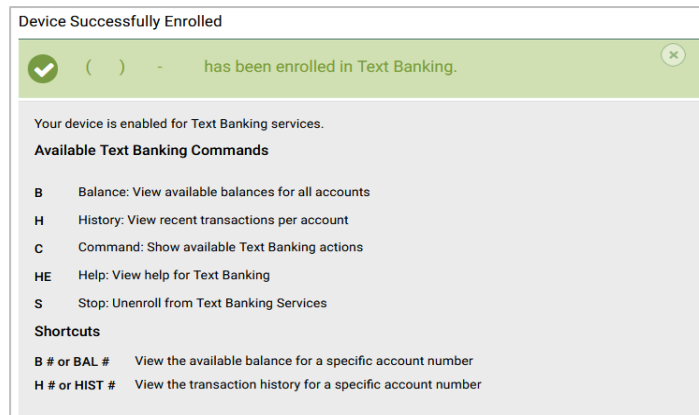 Device Successfully Enrolled
( ) - has been enrolled in Text Banking.
Your device is enabled for Text Banking services.
Available Text Banking Commands
B Balance: View available balances for all accounts
H History: View recent transactions per account
C Command: Show available Text Banking actions
HE Help: View help for Text Banking
S Stop: Unenroll from Text Banking Services
Shortcuts
B # or BAL # View the available balance for a specific account number
H # or HIST # View the transaction history for a specific account number